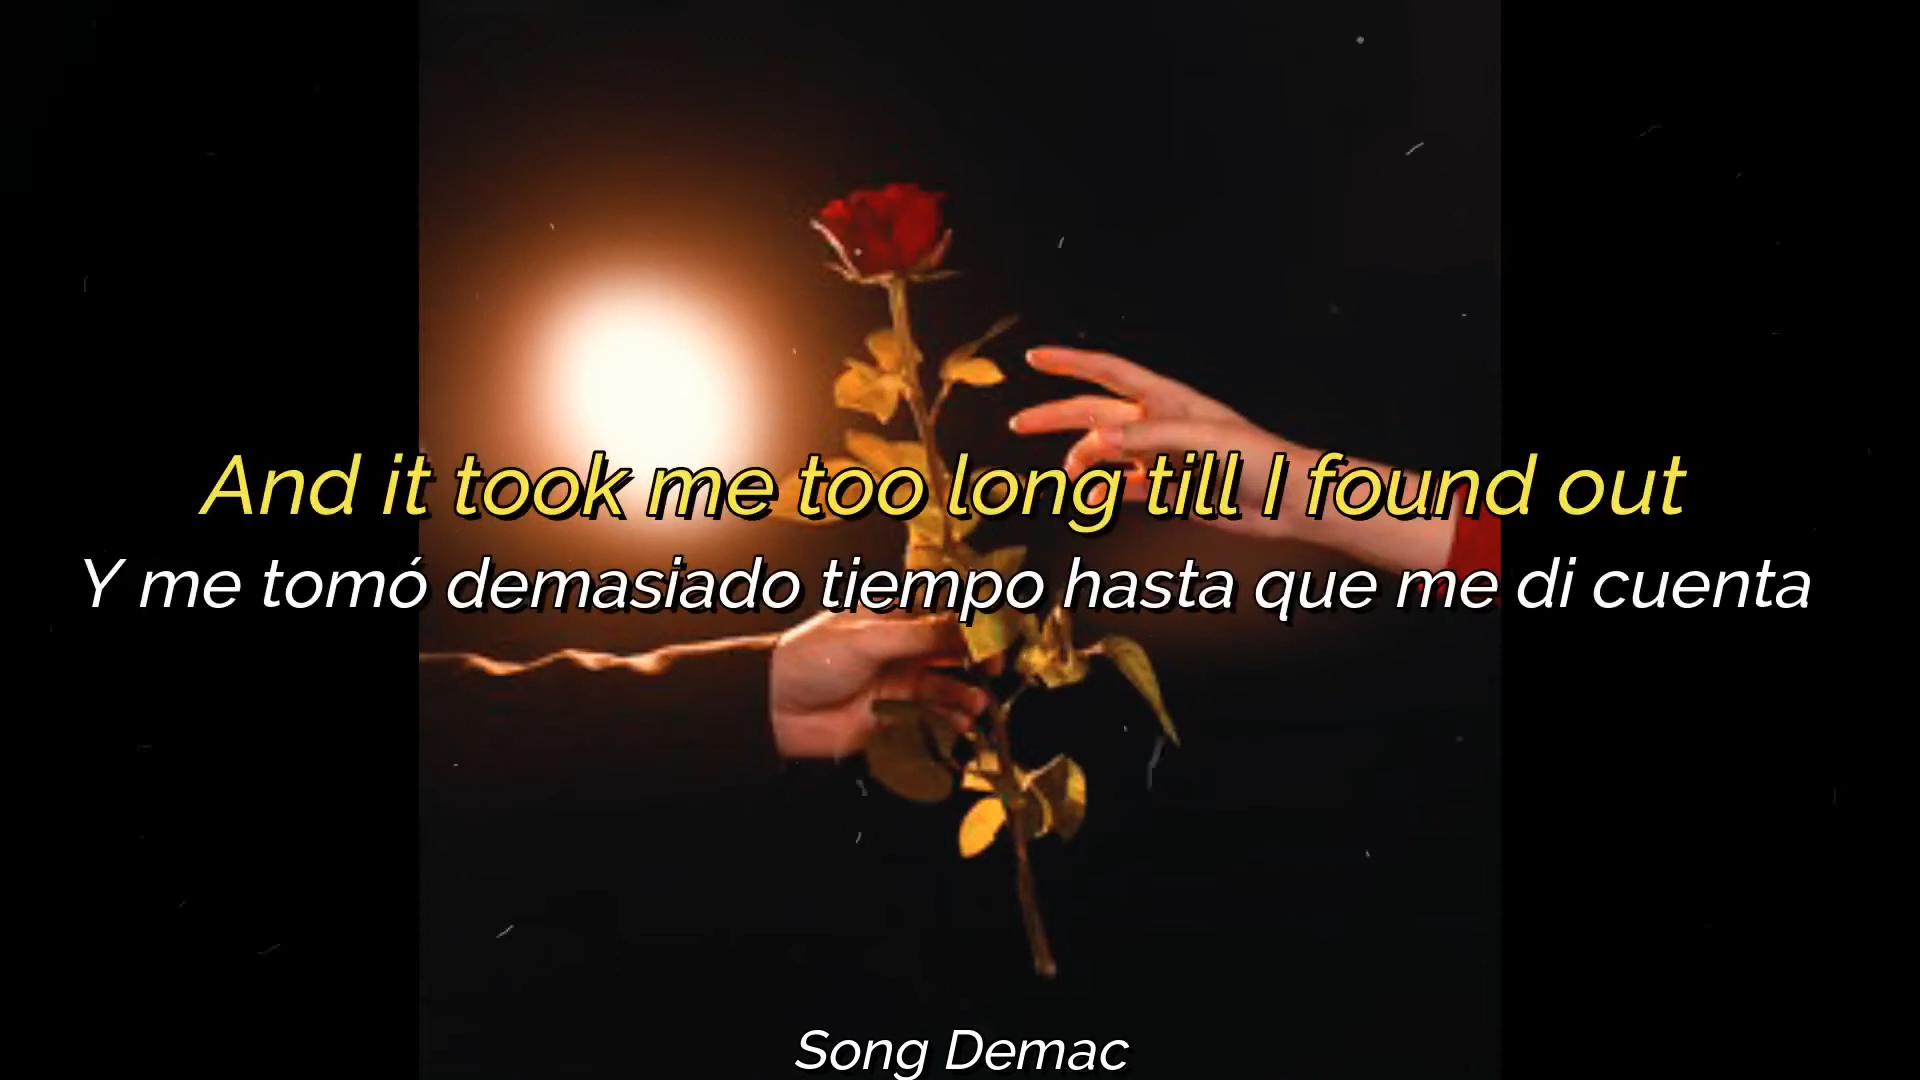 And it took me too long till I found out
Y me tomó demasiado tiempo hasta que me di cuenta
Song Demac